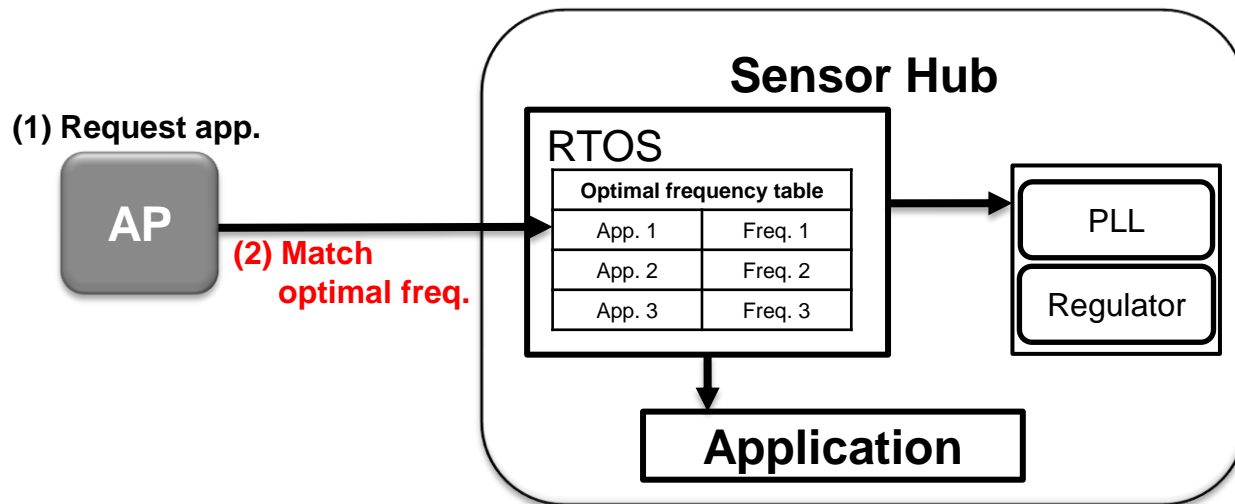 Sensor Hub
(1) Request app.
AP
(2) Match
optimal freq.
RTOS
Optimal frequency table
App. 1 Freq. 1
App. 2 Freq. 2
App. 3 Freq. 3
PLL
Regulator
Application